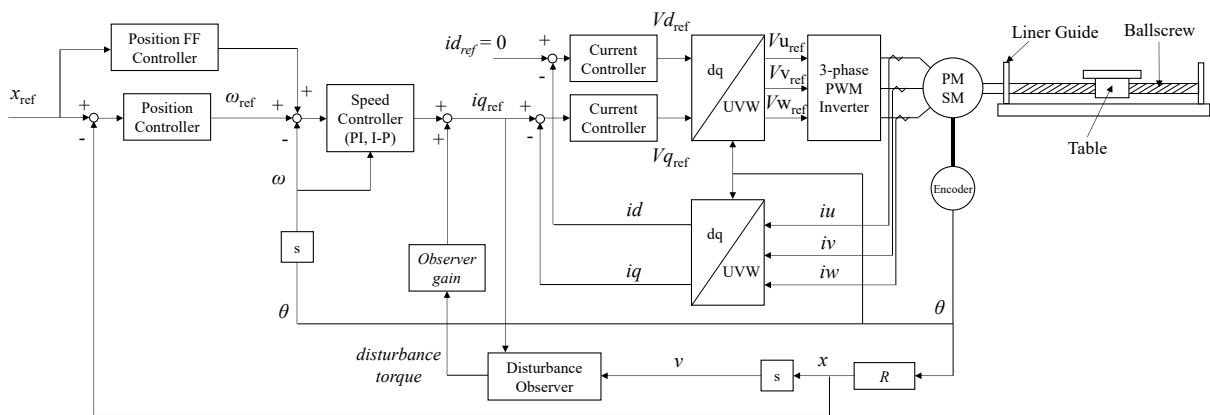 Liner Guide
Ballscrew
Table
Position FF
Controller
x_ref
+
-
Position
Controller
ω_ref
+
+
-
Speed
Controller
(PI, I-P)
ω
s
θ
+
+
iq_ref
id_ref = 0
+
-
+
-
Current
Controller
Current
Controller
Vd_ref
Vq_ref
dq
UVW
Vu_ref
Vv_ref
Vw_ref
3-phase
PWM
Inverter
PM
SM
Encoder
id
iq
dq
UVW
iu
iv
iw
θ
Observer
gain
disturbance
torque
Disturbance
Observer
v
s
x
R